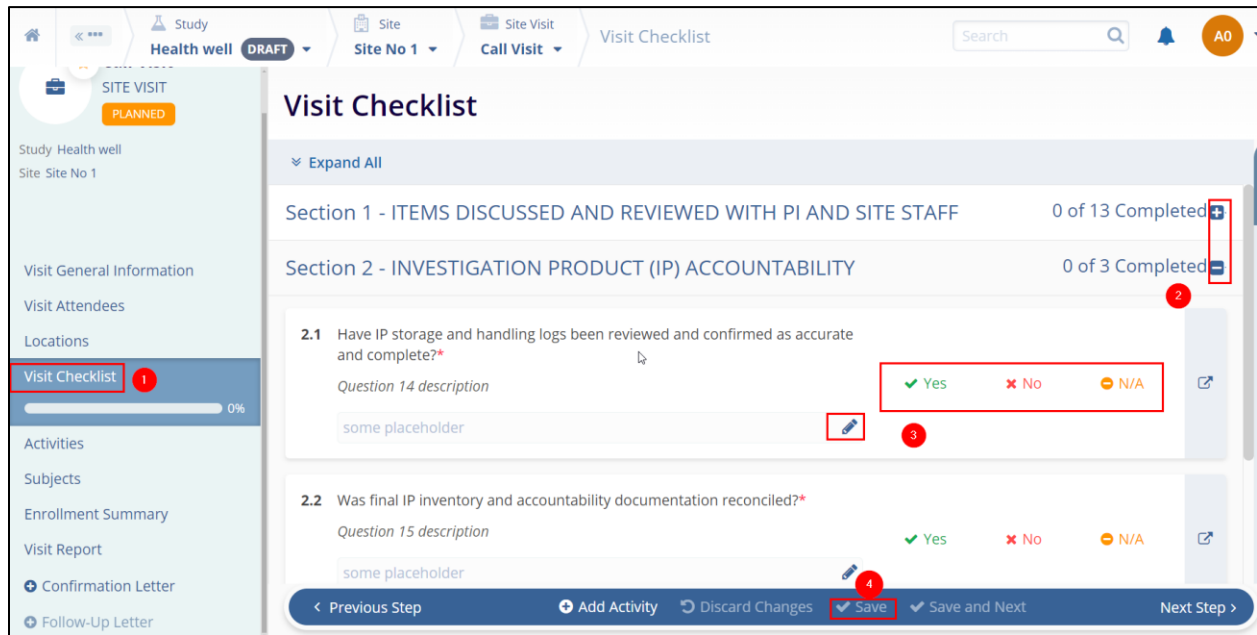 Study
Health well DRAFT
Site
Site No 1
Site Visit
Call Visit
Visit Checklist
Search
A0
SITE VISIT
PLANNED
Study Health well
Site Site No 1
Visit General Information
Visit Attendees
Locations
Visit Checklist 1
0%
Activities
Subjects
Enrollment Summary
Visit Report
Confirmation Letter
Follow-Up Letter
Visit Checklist
Expand All
Section 1 - ITEMS DISCUSSED AND REVIEWED WITH PI AND SITE STAFF 0 of 13 Completed
Section 2 - INVESTIGATION PRODUCT (IP) ACCOUNTABILITY 0 of 3 Completed
2
2.1 Have IP storage and handling logs been reviewed and confirmed as accurate
and complete?*
Question 14 description
Yes No N/A
some placeholder
3
2.2 Was final IP inventory and accountability documentation reconciled?*
Question 15 description
Yes No N/A
some placeholder
4
Previous Step Add Activity Discard Changes Save Save and Next Next Step